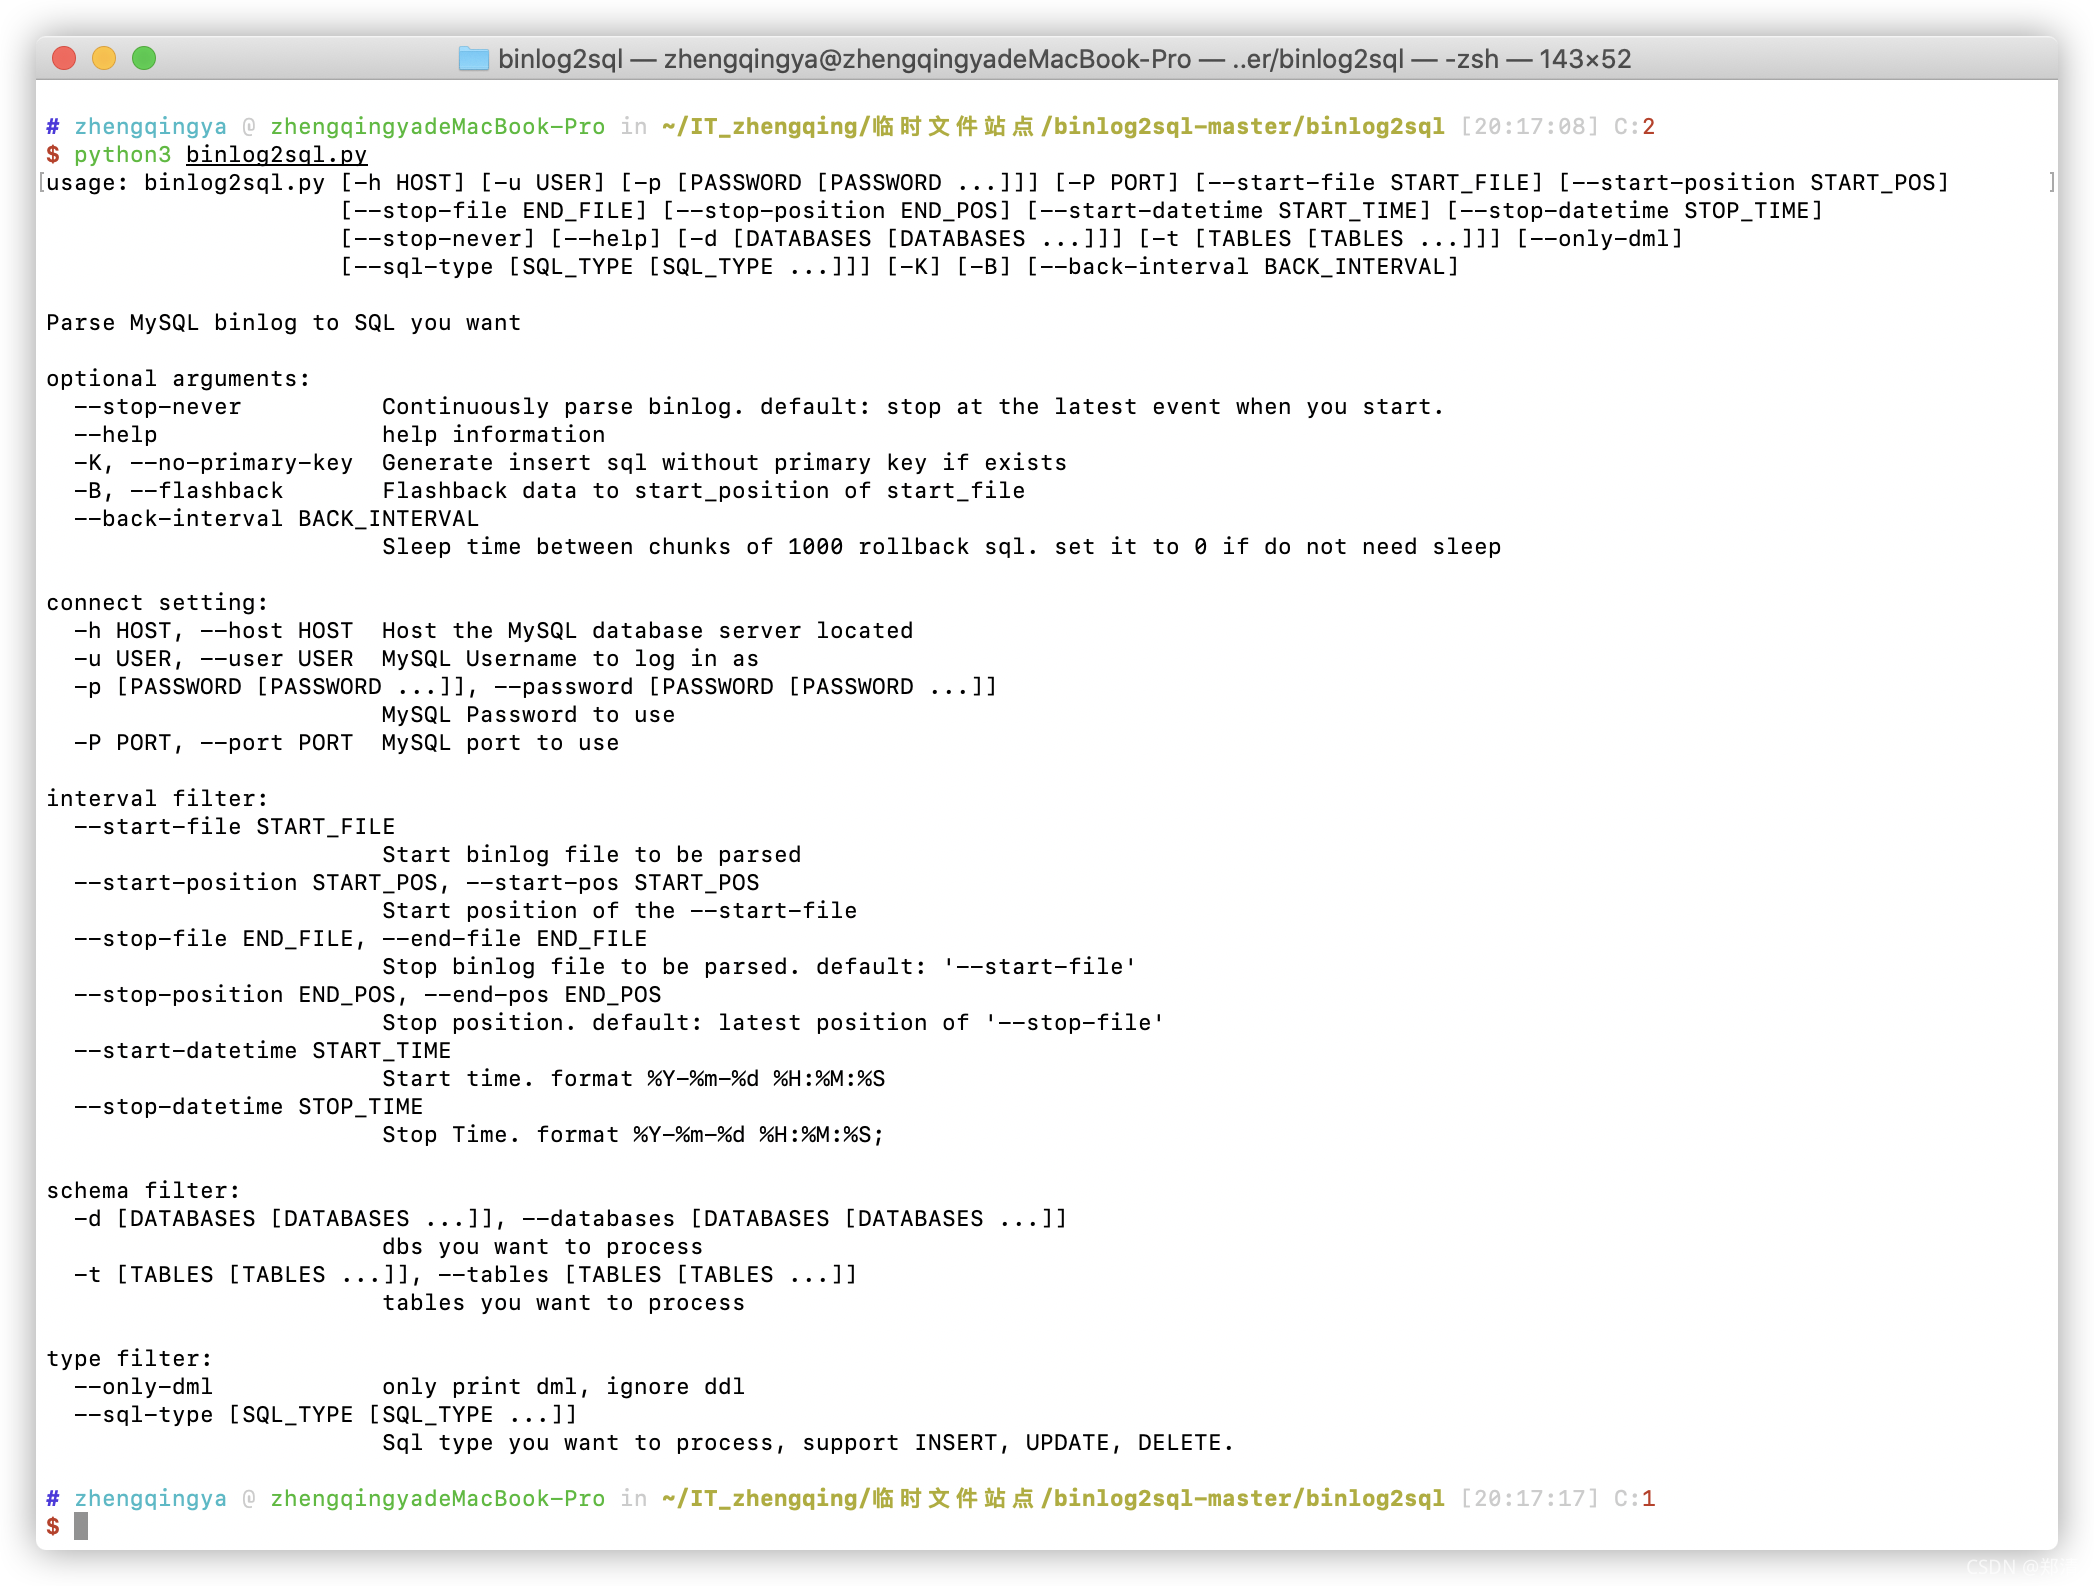 binlog2sql — zhengqingya@zhengqingyadeMacBook-Pro — ..er/binlog2sql — -zsh — 143×52
# zhengqingya @ zhengqingyadeMacBook-Pro in ~/IT_zhengqing/临时文件站点/binlog2sql-master/binlog2sql [20:17:08] C:2
$ python3 binlog2sql.py
[usage: binlog2sql.py [-h HOST] [-u USER] [-p [PASSWORD [PASSWORD ...]]] [-P PORT] [--start-file START_FILE] [--start-position START_POS] ]
[--stop-file END_FILE] [--stop-position END_POS] [--start-datetime START_TIME] [--stop-datetime STOP_TIME]
[--stop-never] [--help] [-d [DATABASES [DATABASES ...]]] [-t [TABLES [TABLES ...]]] [--only-dml]
[--sql-type [SQL_TYPE [SQL_TYPE ...]]] [-K] [-B] [--back-interval BACK_INTERVAL]
Parse MySQL binlog to SQL you want
optional arguments:
--stop-never Continuously parse binlog. default: stop at the latest event when you start.
--help help information
-K, --no-primary-key Generate insert sql without primary key if exists
-B, --flashback Flashback data to start_position of start_file
--back-interval BACK_INTERVAL
Sleep time between chunks of 1000 rollback sql. set it to 0 if do not need sleep
connect setting:
-h HOST, --host HOST Host the MySQL database server located
-u USER, --user USER MySQL Username to log in as
-p [PASSWORD [PASSWORD ...]], --password [PASSWORD [PASSWORD ...]]
MySQL Password to use
-P PORT, --port PORT MySQL port to use
interval filter:
--start-file START_FILE
Start binlog file to be parsed
--start-position START_POS, --start-pos START_POS
Start position of the --start-file
--stop-file END_FILE, --end-file END_FILE
Stop binlog file to be parsed. default: '--start-file'
--stop-position END_POS, --end-pos END_POS
Stop position. default: latest position of '--stop-file'
--start-datetime START_TIME
Start time. format %Y-%m-%d %H:%M:%S
--stop-datetime STOP_TIME
Stop Time. format %Y-%m-%d %H:%M:%S;
schema filter:
-d [DATABASES [DATABASES ...]], --databases [DATABASES [DATABASES ...]]
dbs you want to process
-t [TABLES [TABLES ...]], --tables [TABLES [TABLES ...]]
tables you want to process
type filter:
--only-dml only print dml, ignore ddl
--sql-type [SQL_TYPE [SQL_TYPE ...]]
Sql type you want to process, support INSERT, UPDATE, DELETE.
# zhengqingya @ zhengqingyadeMacBook-Pro in ~/IT_zhengqing/临时文件站点/binlog2sql-master/binlog2sql [20:17:17] C:1
$
CSDN